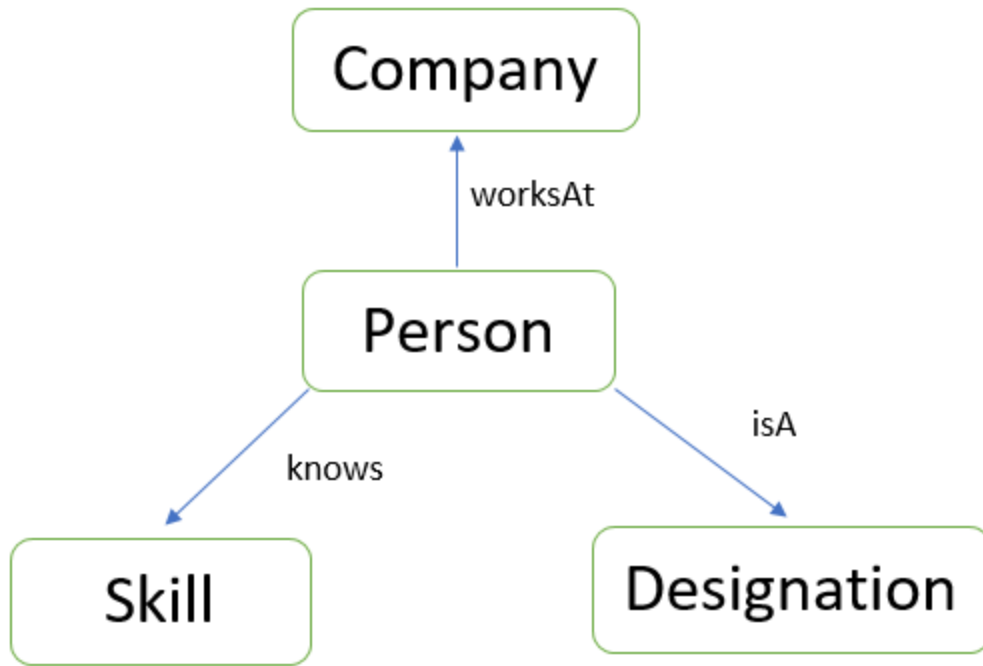 Company
worksAt
Person
isA
knows
Skill
Designation